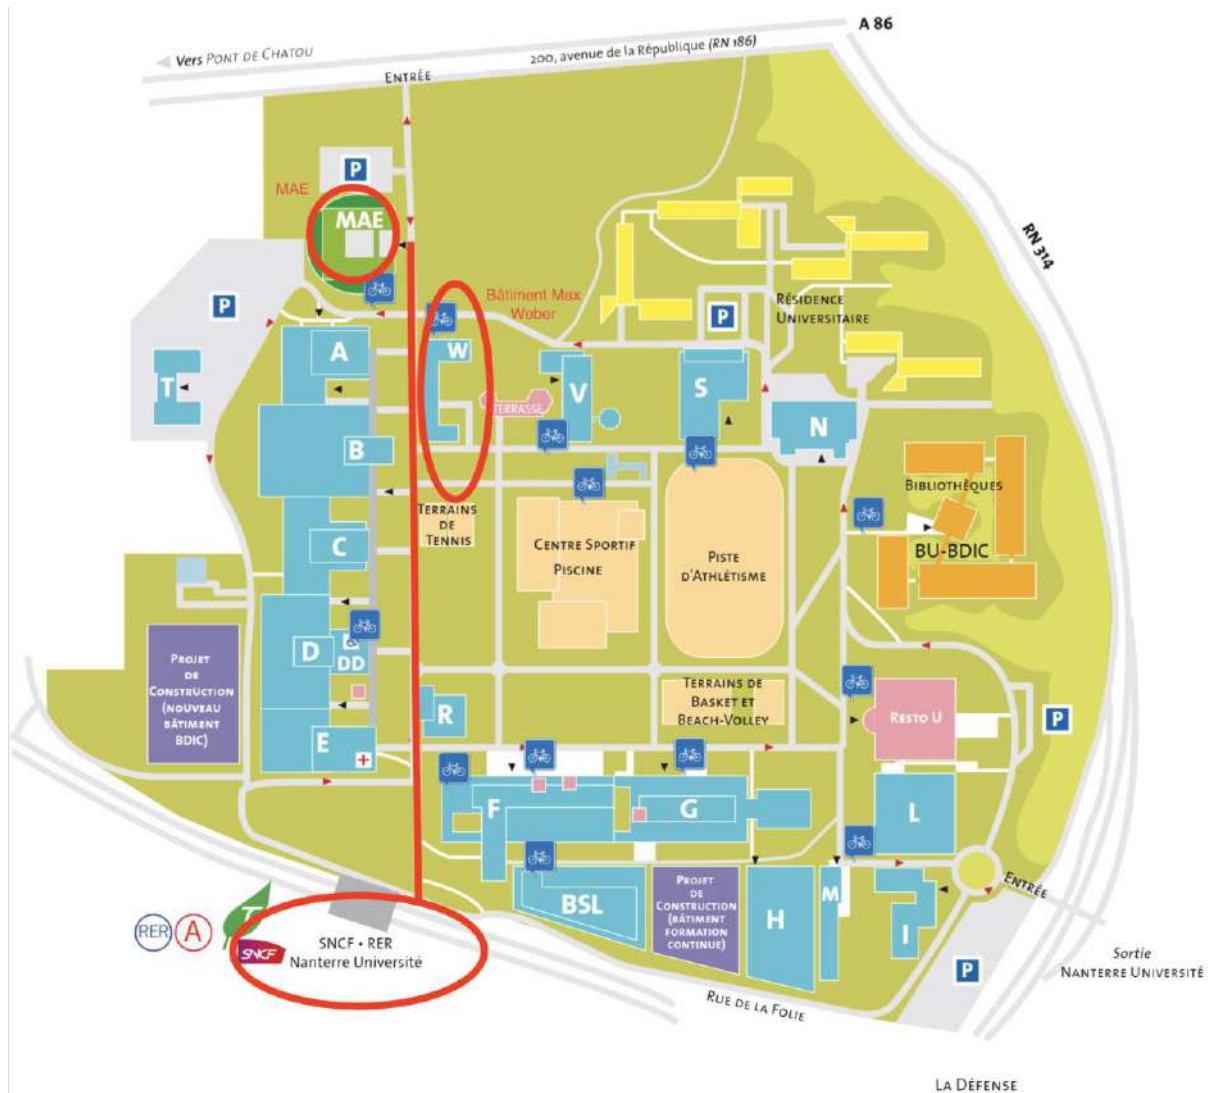 A 86
Vers PONT DE CHATOU
200, avenue de la République (RN 186)
ENTRÉE
P
MAE
MAE
RN 314
P
Bâtiment Max
Weber
P
RÉSIDENCE
UNIVERSITAIRE
A
W
T
V
S
TERRASSE
N
B
BIBLIOTHÈQUES
TERRAINS
DE
TENNIS
C
CENTRE SPORTIF
PISCINE
PISTE
D'ATHLÉTISME
BU-BDIC
D
&
DD
PROJET
DE
CONSTRUCTION
(NOUVEAU
BÂTIMENT
BDIC)
TERRAINS DE
BASKET ET
BEACH-VOLLEY
R
RESTO U
P
E
F
G
L
BSL
PROJET
DE
CONSTRUCTION
(BÂTIMENT
FORMATION
CONTINUE)
H
M
I
ENTRÉE
RER
A
T
SNCF
SNCF • RER
Nanterre Université
P
Sortie
NANTERRE UNIVERSITÉ
RUE DE LA FOLIE
LA DÉFENSE